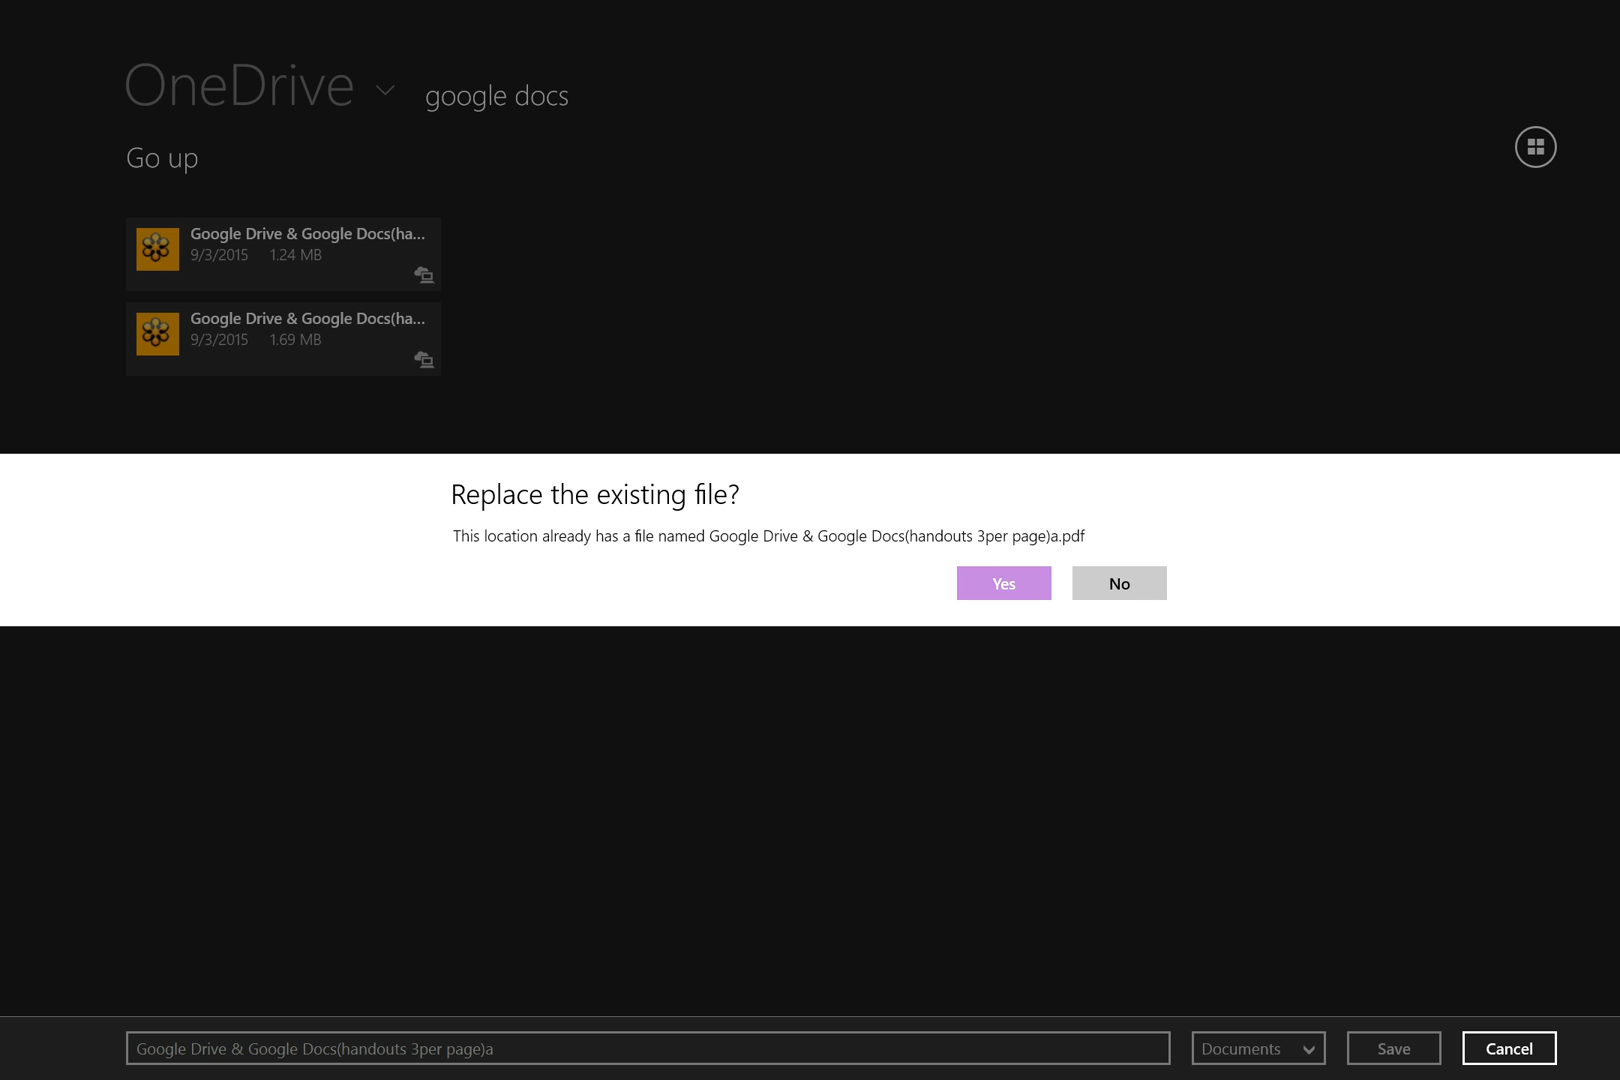 OneDrive google docs
Go up
Google Drive & Google Docs(ha...
9/3/2015 1.24 MB
Google Drive & Google Docs(ha...
9/3/2015 1.69 MB
Replace the existing file?
This location already has a file named Google Drive & Google Docs(handouts 3per page)a.pdf
Yes No
Google Drive & Google Docs(handouts 3per page)a Documents Save Cancel